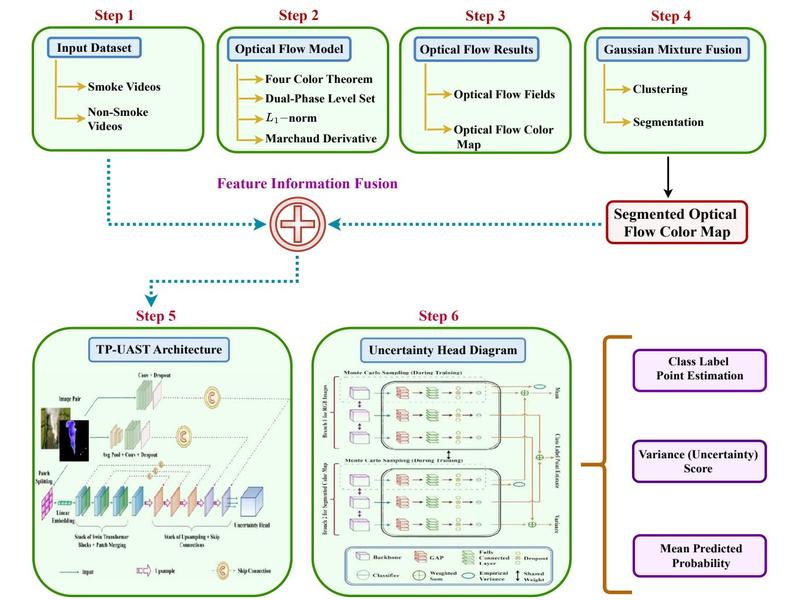 Step 1
Step 2
Step 3
Step 4
Input Dataset
Smoke Videos
Non-Smoke
Videos
Optical Flow Model
Four Color Theorem
Dual-Phase Level Set
L₁−norm
Marchaud Derivative
Optical Flow Results
Optical Flow Fields
Optical Flow Color
Map
Gaussian Mixture Fusion
Clustering
Segmentation
Feature Information Fusion
Segmented Optical
Flow Color Map
Step 5
Step 6
TP-UAST Architecture
Conv + Dropout
Image Pair
Avg Pool + Conv + Dropout
Patch
Splitting
Linear
Embedding
Stack of Swin Transformer
Blocks + Patch Merging
Stack of Upsampling + Skip
Connections
Uncertainty Head
Input
Upsample
Skip Connection
Uncertainty Head Diagram
Monte Carlo Sampling (During Training)
Branch 1 for RGB Images
Mean
Class Label Point Estimate
Monte Carlo Sampling (During Training)
Branch 2 for Segmented Color Map
Variance
Backbone
GAP
Fully
Connected
Layer
Dropout
Classifier
Weighted
Sum
Empirical
Variance
Shared
Weight
Class Label
Point Estimation
Variance (Uncertainty)
Score
Mean Predicted
Probability